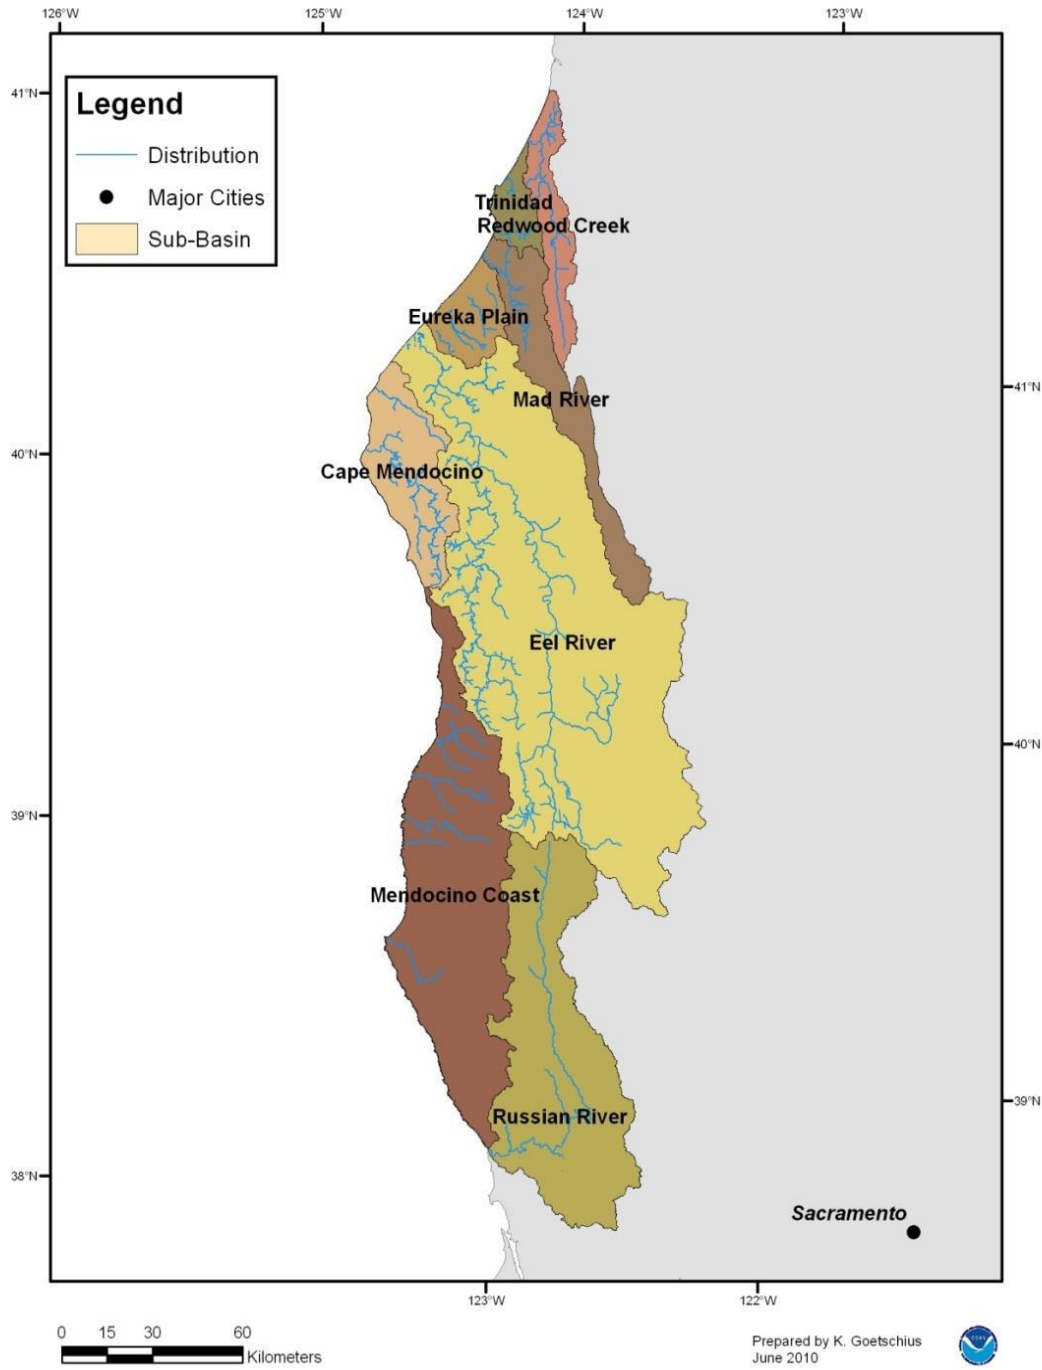 126°W 125°W 124°W 123°W
41°N
Legend
Distribution
Major Cities
Sub-Basin
Trinidad
Redwood Creek
Eureka Plain
41°N
Mad River
40°N
Cape Mendocino
Eel River
40°N
39°N
Mendocino Coast
39°N
Russian River
38°N
Sacramento
123°W 122°W
0 15 30 60
Kilometers
Prepared by K. Goetschius
June 2010